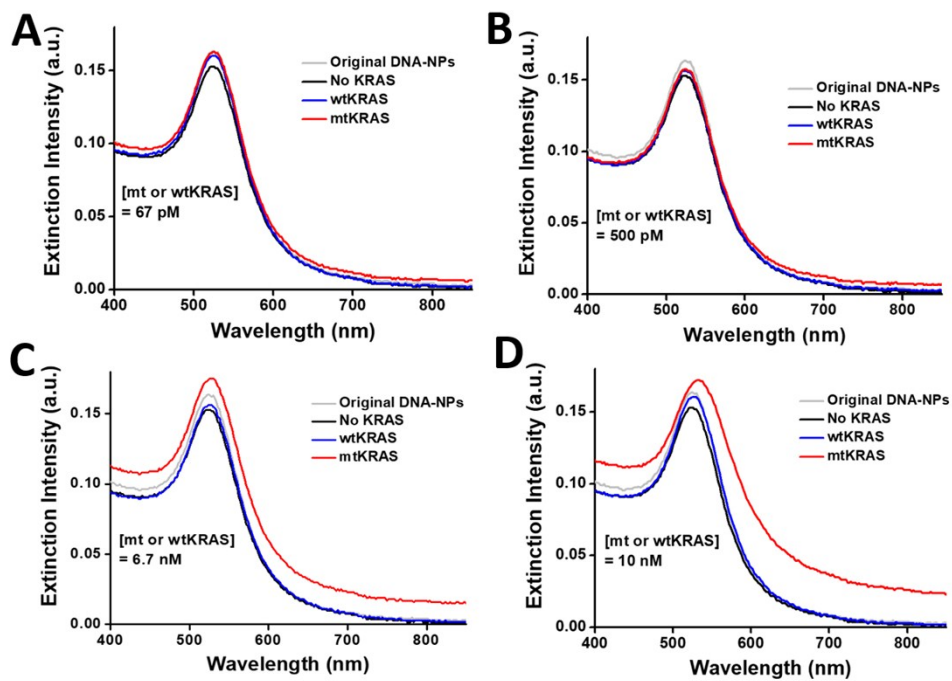 A
Extinction Intensity (a.u.)
0.15
0.10
0.05
0.00
Original DNA-NPs
No KRAS
wtKRAS
mtKRAS
[mt or wtKRAS]
= 67 pM
400 500 600 700 800
Wavelength (nm)
B
Extinction Intensity (a.u.)
0.15
0.10
0.05
0.00
Original DNA-NPs
No KRAS
wtKRAS
mtKRAS
[mt or wtKRAS]
= 500 pM
400 500 600 700 800
Wavelength (nm)
C
Extinction Intensity (a.u.)
0.15
0.10
0.05
0.00
Original DNA-NPs
No KRAS
wtKRAS
mtKRAS
[mt or wtKRAS]
= 6.7 nM
400 500 600 700 800
Wavelength (nm)
D
Extinction Intensity (a.u.)
0.15
0.10
0.05
0.00
Original DNA-NPs
No KRAS
wtKRAS
mtKRAS
[mt or wtKRAS]
= 10 nM
400 500 600 700 800
Wavelength (nm)